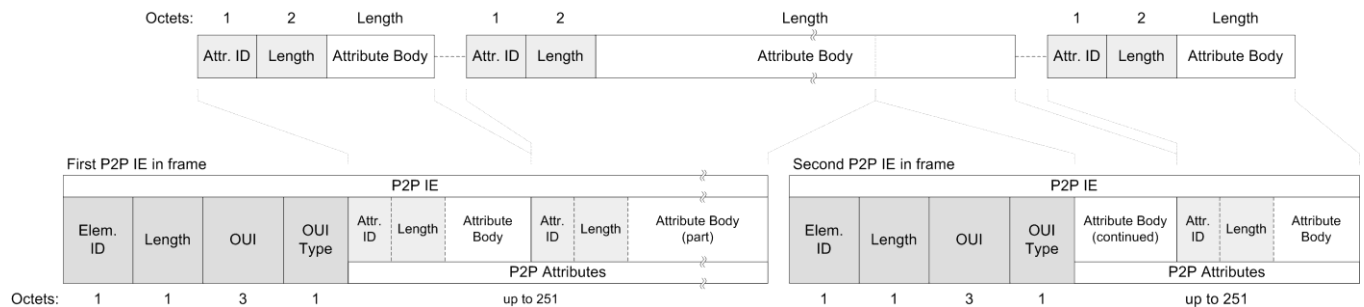 Octets: 1 2 Length 1 2 Length 1 2 Length
Attr. ID Length Attribute Body Attr. ID Length Attribute Body Attr. ID Length Attribute Body
First P2P IE in frame
P2P IE
Elem. ID
Length
OUI
OUI Type
Attr. ID
Length
Attribute Body
Attr. ID
Length
Attribute Body (part)
P2P Attributes
Octets: 1 1 3 1 up to 251
Second P2P IE in frame
P2P IE
Elem. ID
Length
OUI
OUI Type
Attribute Body (continued)
Attr. ID
Length
Attribute Body
P2P Attributes
1 1 3 1 up to 251